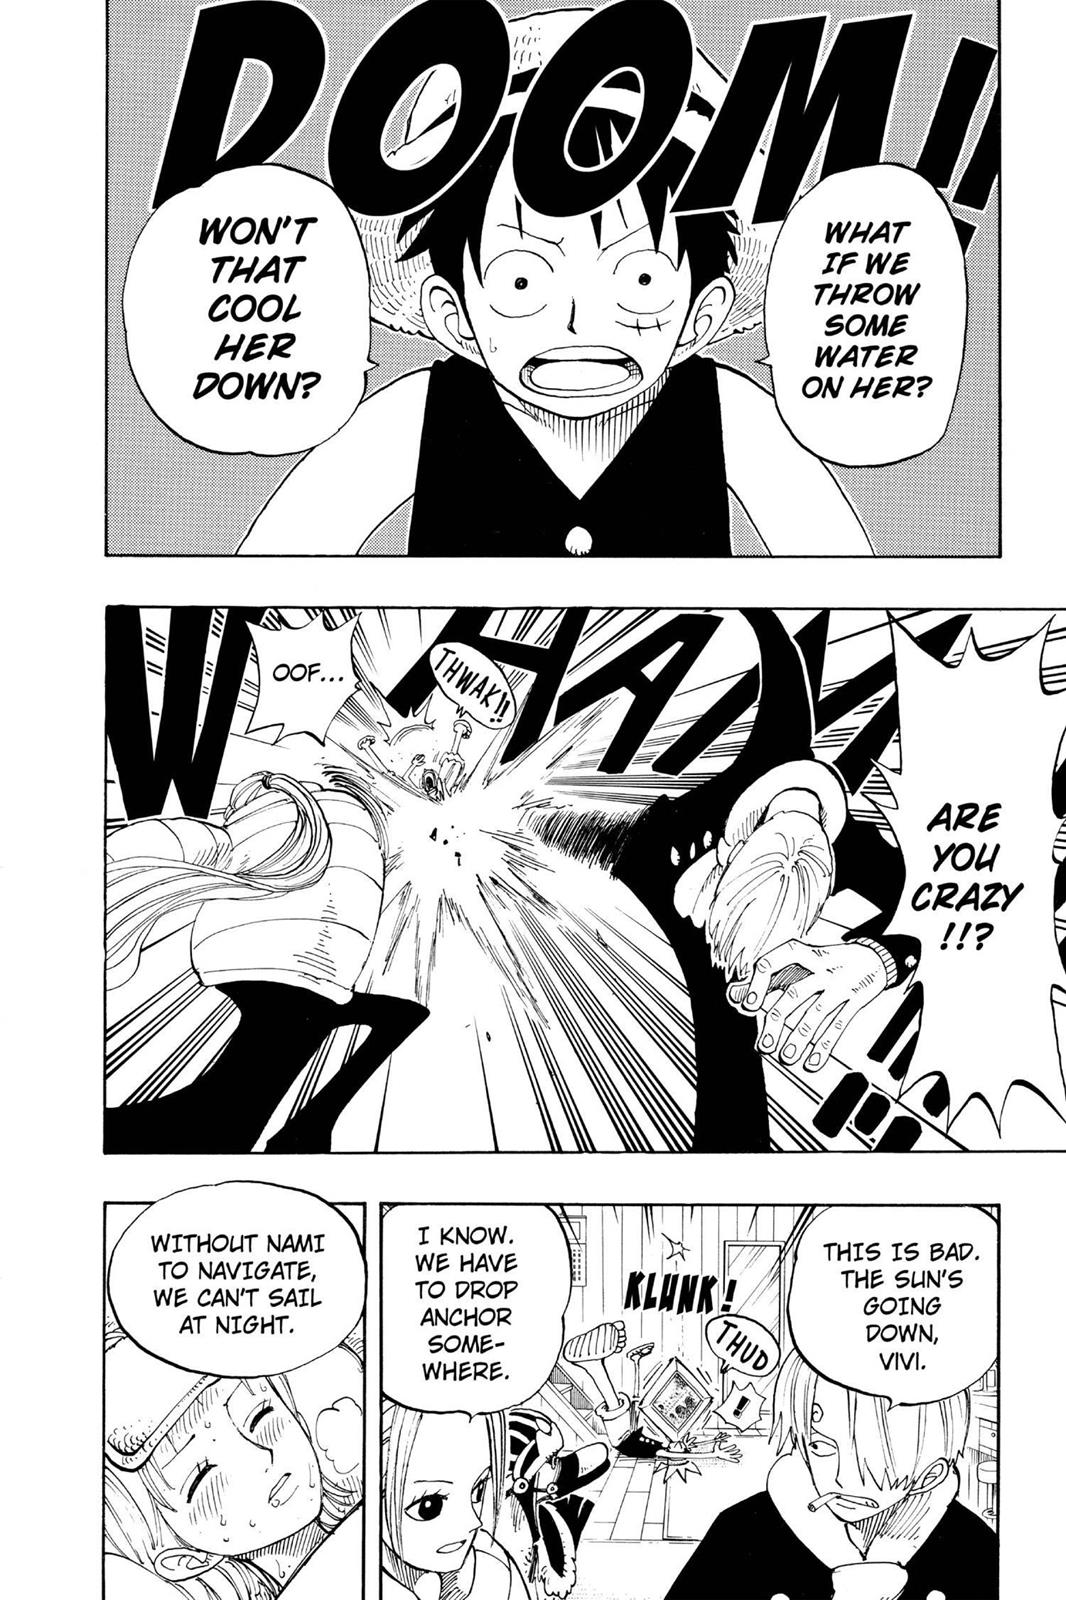 DOOM!!
WHAT
IF WE
THROW
SOME
WATER
ON HER?
WON'T
THAT
COOL
HER
DOWN?
WHAM!!
ARE
YOU
CRAZY
!!?
THWAK!!
OOF...
THIS IS BAD.
THE SUN'S
GOING
DOWN,
VIVI.
KLUNK!
THUD
!
I KNOW.
WE HAVE
TO DROP
ANCHOR
SOME-
WHERE.
WITHOUT NAMI
TO NAVIGATE,
WE CAN'T SAIL
AT NIGHT.